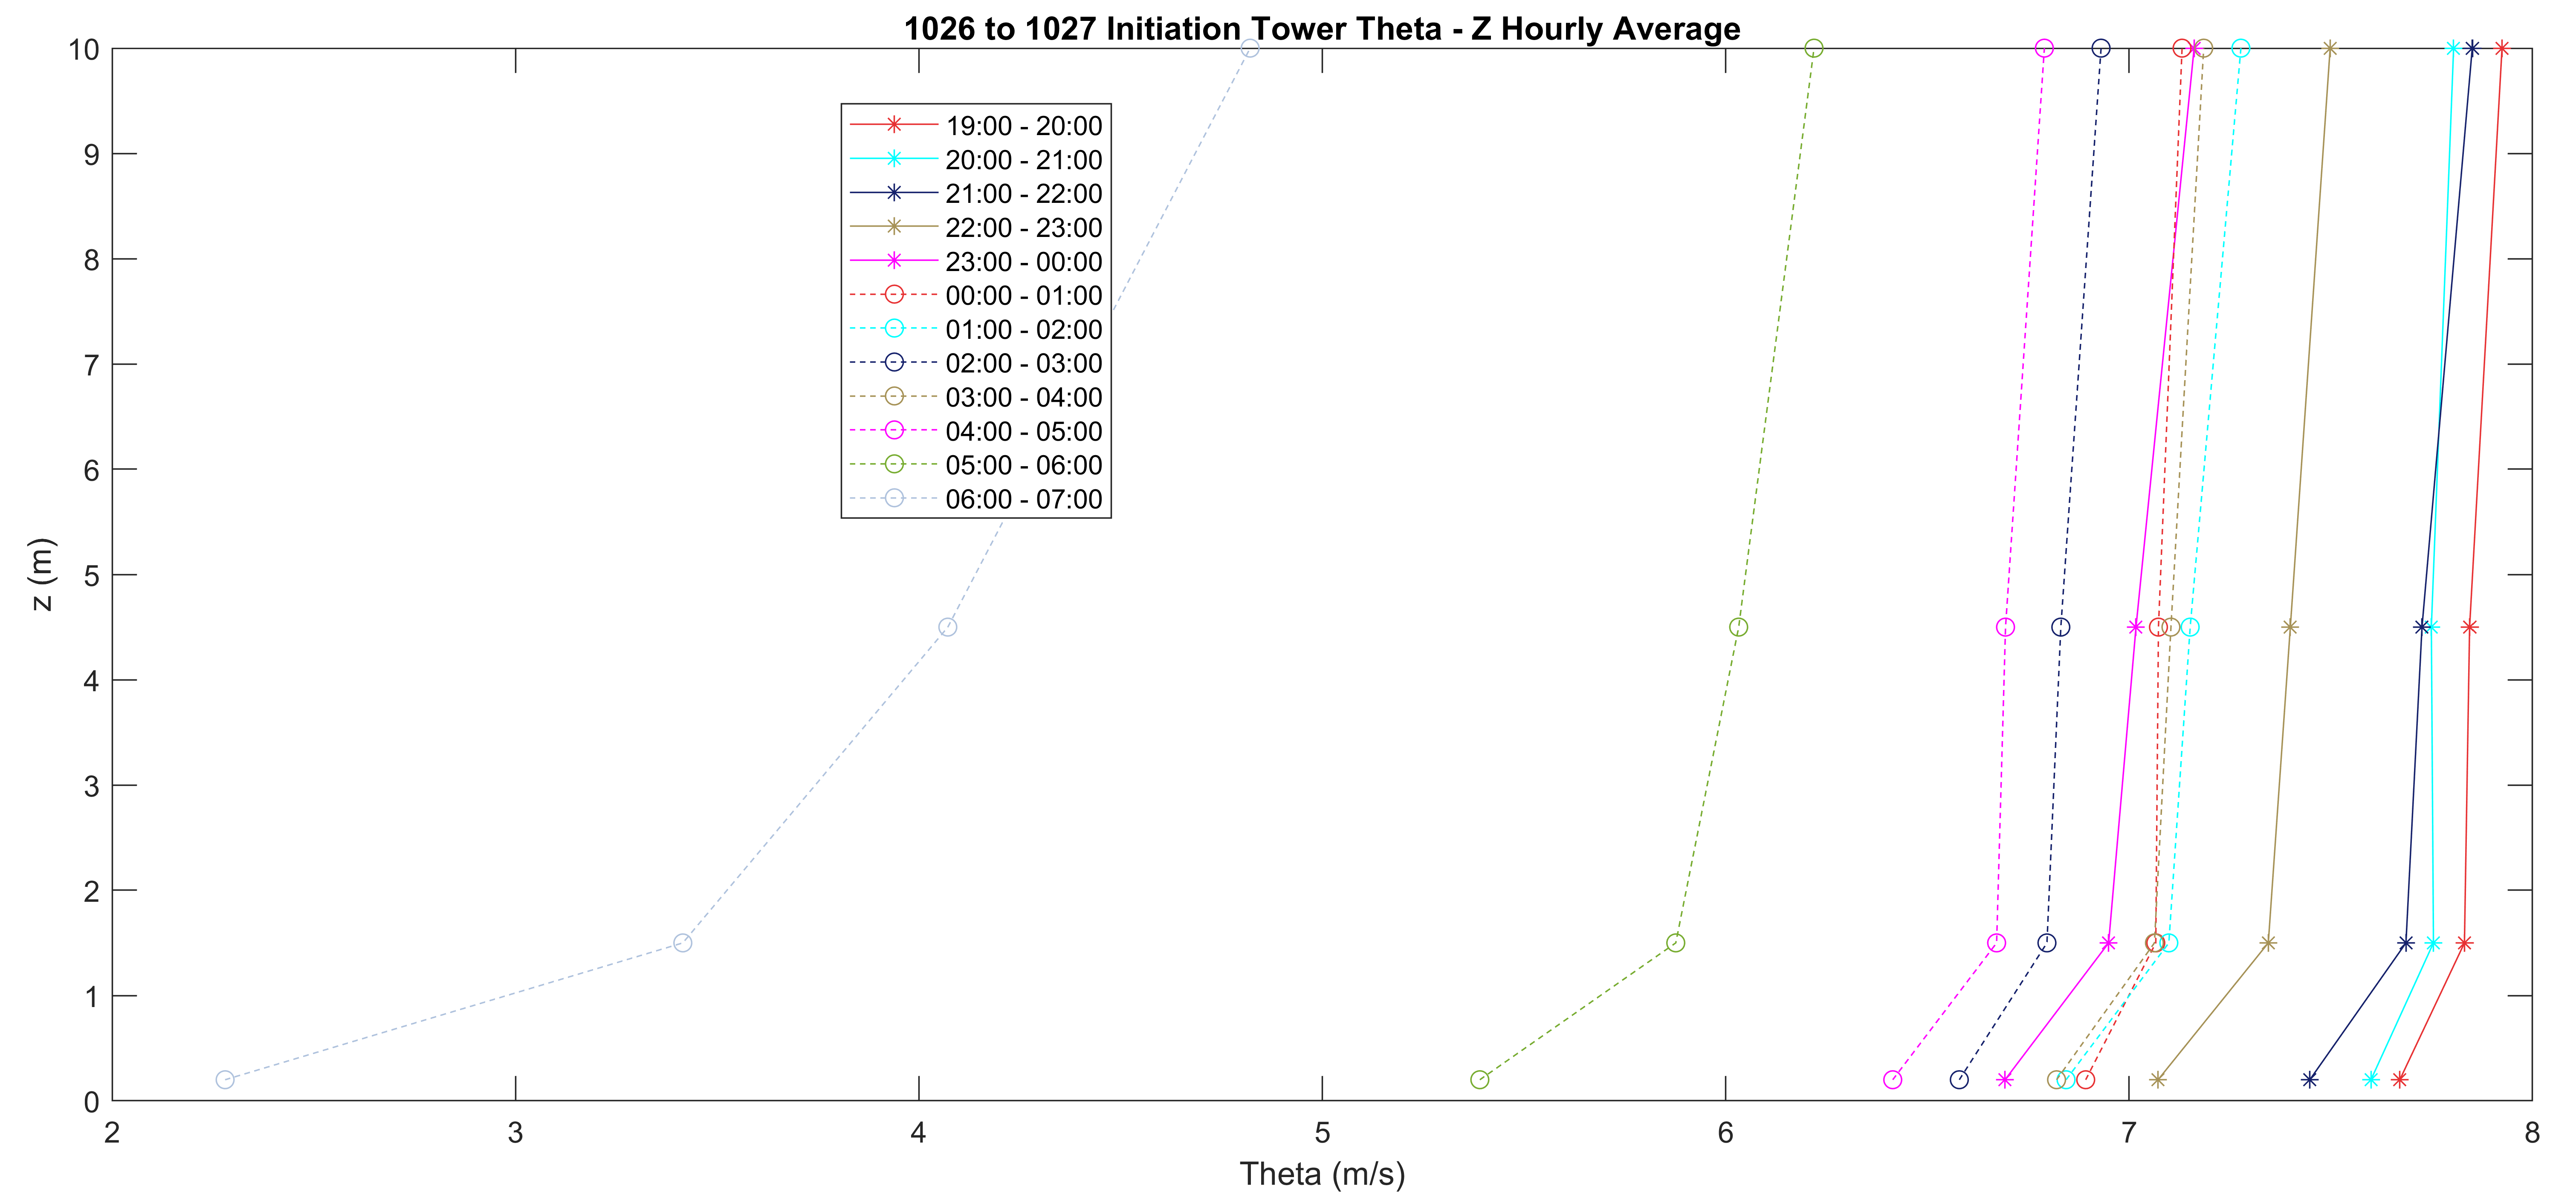 1026 to 1027 Initiation Tower Theta - Z Hourly Average
10
9
8
7
6
5
4
3
2
1
0
z (m)
19:00 - 20:00
20:00 - 21:00
21:00 - 22:00
22:00 - 23:00
23:00 - 00:00
00:00 - 01:00
01:00 - 02:00
02:00 - 03:00
03:00 - 04:00
04:00 - 05:00
05:00 - 06:00
06:00 - 07:00
2 3 4 5 6 7 8
Theta (m/s)